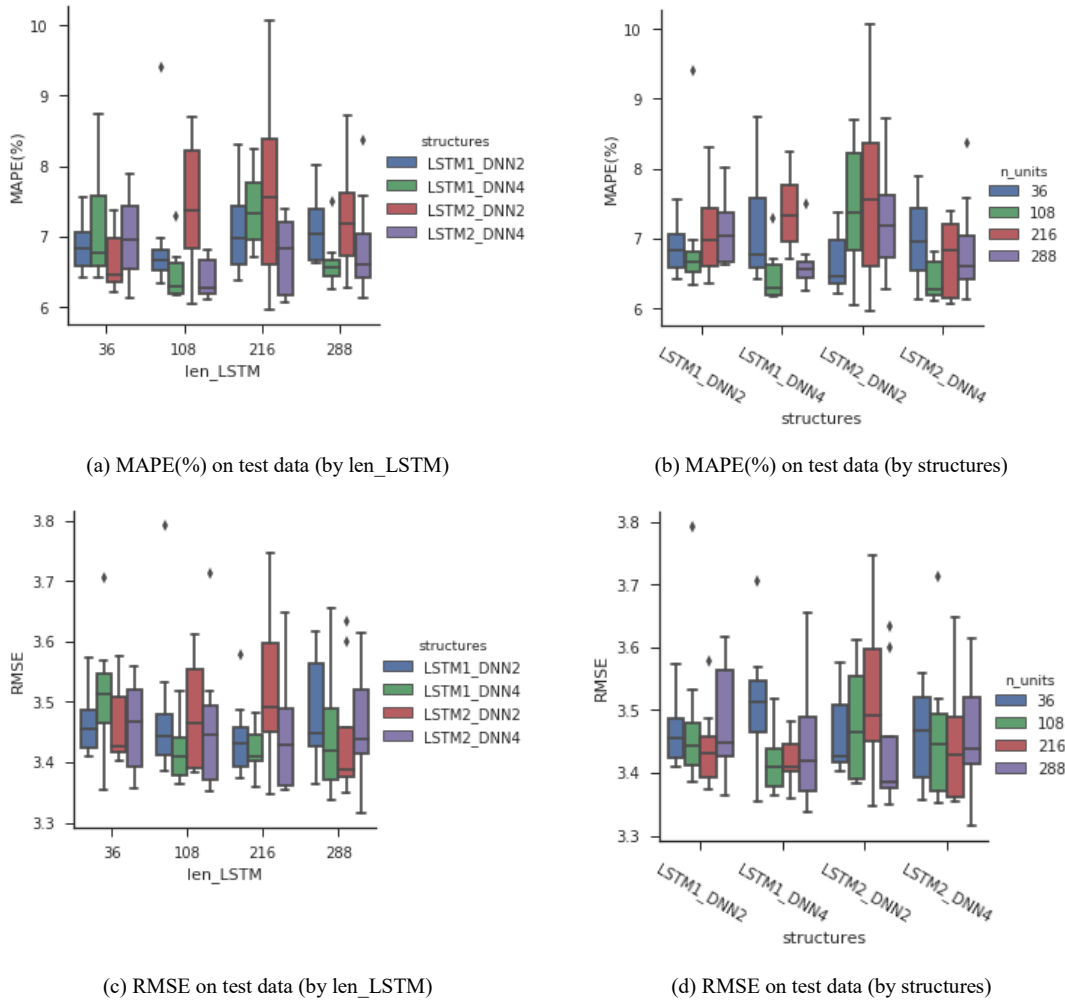 10
9
8
7
6
MAPE(%)
36
108
216
288
len_LSTM
structures
LSTM1_DNN2
LSTM1_DNN4
LSTM2_DNN2
LSTM2_DNN4
(a) MAPE(%) on test data (by len_LSTM)
10
9
8
7
6
MAPE(%)
LSTM1_DNN2
LSTM1_DNN4
LSTM2_DNN2
LSTM2_DNN4
structures
n_units
36
108
216
288
(b) MAPE(%) on test data (by structures)
3.8
3.7
3.6
3.5
3.4
3.3
RMSE
36
108
216
288
len_LSTM
structures
LSTM1_DNN2
LSTM1_DNN4
LSTM2_DNN2
LSTM2_DNN4
(c) RMSE on test data (by len_LSTM)
3.8
3.7
3.6
3.5
3.4
3.3
RMSE
LSTM1_DNN2
LSTM1_DNN4
LSTM2_DNN2
LSTM2_DNN4
structures
n_units
36
108
216
288
(d) RMSE on test data (by structures)